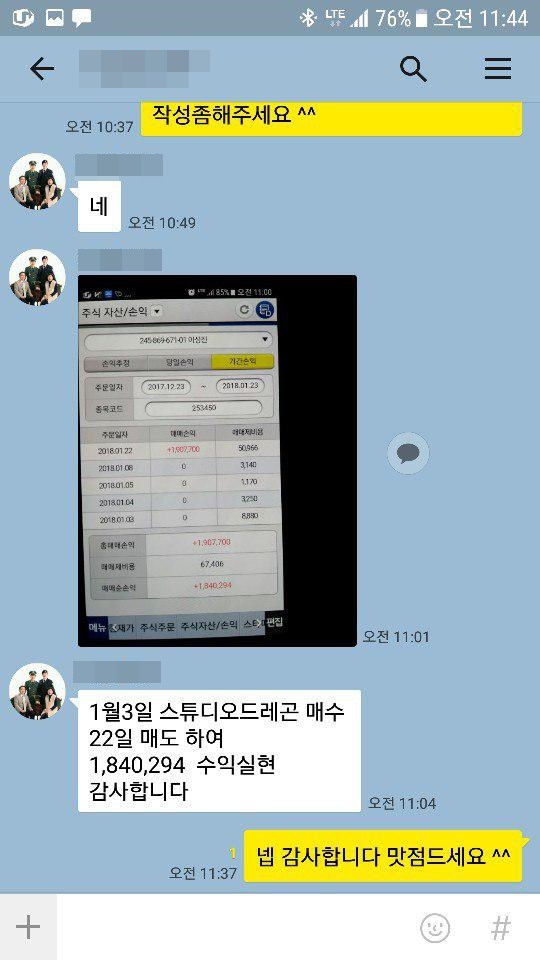 LTE 76% 오전 11:44
작성좀해주세요 ^^
오전 10:37
네
오전 10:49
85% 오전 11:00
주식 자산/손익
245-869-671-01 이성진
손익추정 당일손익 기간손익
주문일자 2017.12.23 ~ 2018.01.23
종목코드 253450
주문일자 매매손익 매매제비용
2018.01.22 +1,907,700 50,966
2018.01.08 0 3,140
2018.01.05 0 1,170
2018.01.04 0 3,250
2018.01.03 0 8,880
총매매손익 +1,907,700
매매제비용 67,406
매매순손익 +1,840,294
메뉴 주식주문 주식자산/손익 편집
오전 11:01
1월3일 스튜디오드레곤 매수
22일 매도 하여
1,840,294 수익실현
감사합니다
오전 11:04
1
넵 감사합니다 맛점드세요 ^^
오전 11:37
+ #